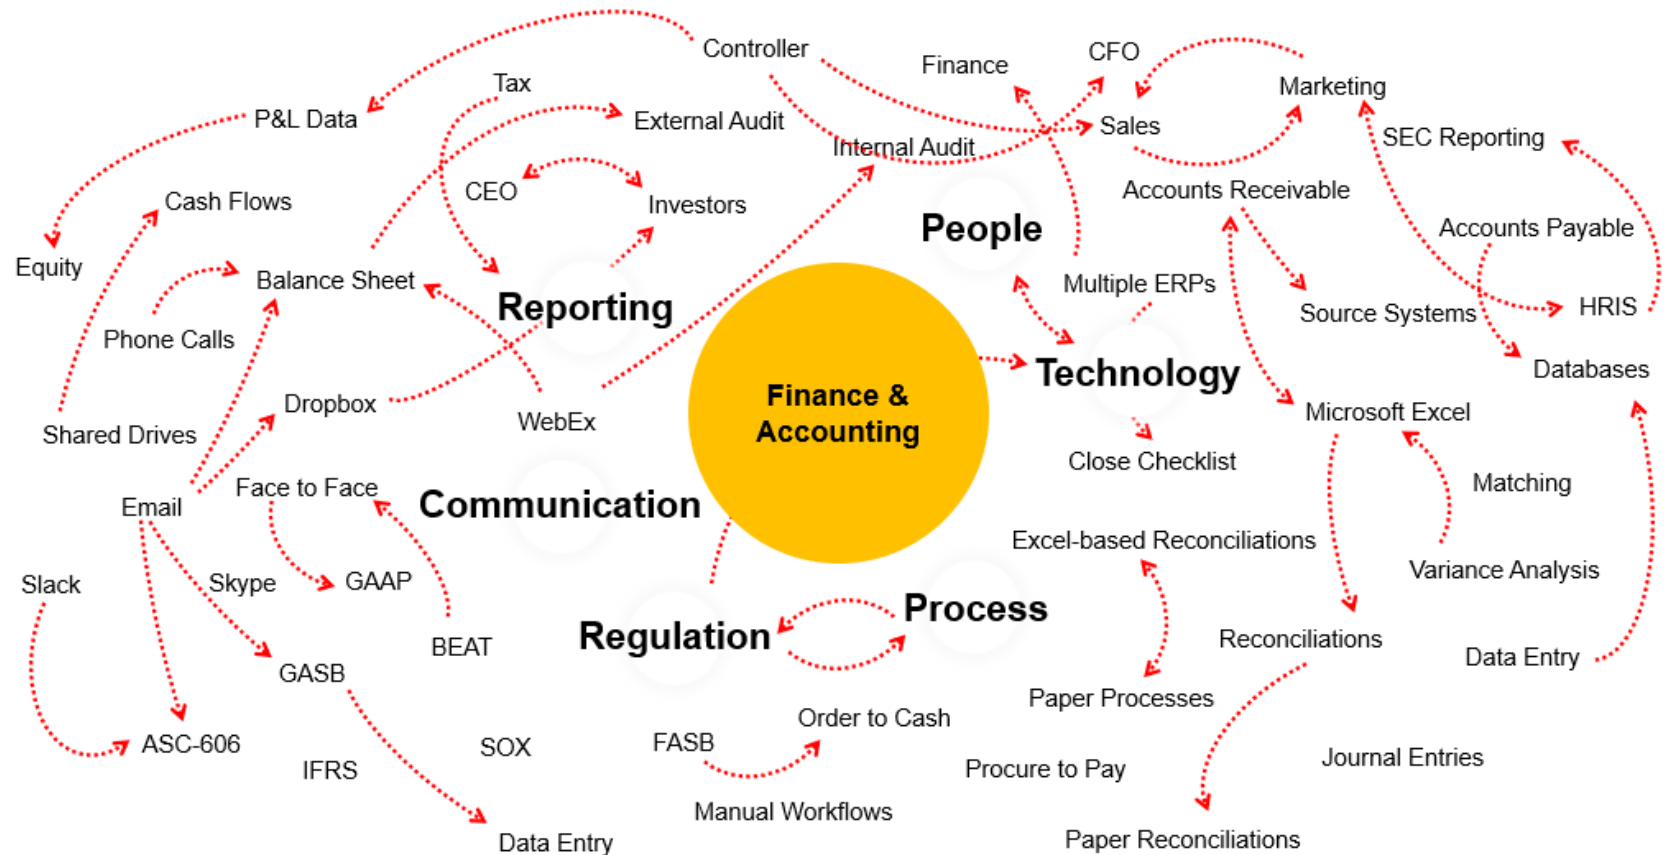 Controller
CFO
Finance
Tax
Marketing
P&L Data
External Audit
Sales
SEC Reporting
Internal Audit
CEO
Accounts Receivable
Cash Flows
Investors
People
Accounts Payable
Equity
Balance Sheet
Multiple ERPs
Reporting
HRIS
Source Systems
Phone Calls
Technology
Databases
Finance &
Accounting
Dropbox
Microsoft Excel
WebEx
Shared Drives
Close Checklist
Face to Face
Matching
Communication
Email
Excel-based Reconciliations
Variance Analysis
Slack
Skype
GAAP
Process
Regulation
Reconciliations
BEAT
Data Entry
GASB
Paper Processes
Order to Cash
ASC-606
SOX
FASB
Journal Entries
IFRS
Procure to Pay
Manual Workflows
Paper Reconciliations
Data Entry